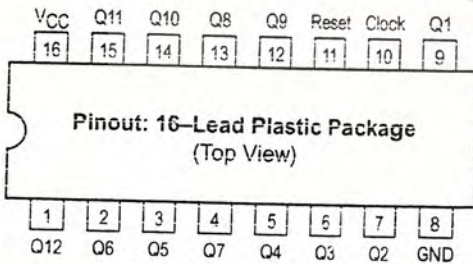 VCC Q11 Q10 Q8 Q9 Reset Clock Q1
16 15 14 13 12 11 10 9
Pinout: 16–Lead Plastic Package
(Top View)
1 2 3 4 5 6 7 8
Q12 Q6 Q5 Q7 Q4 Q3 Q2 GND